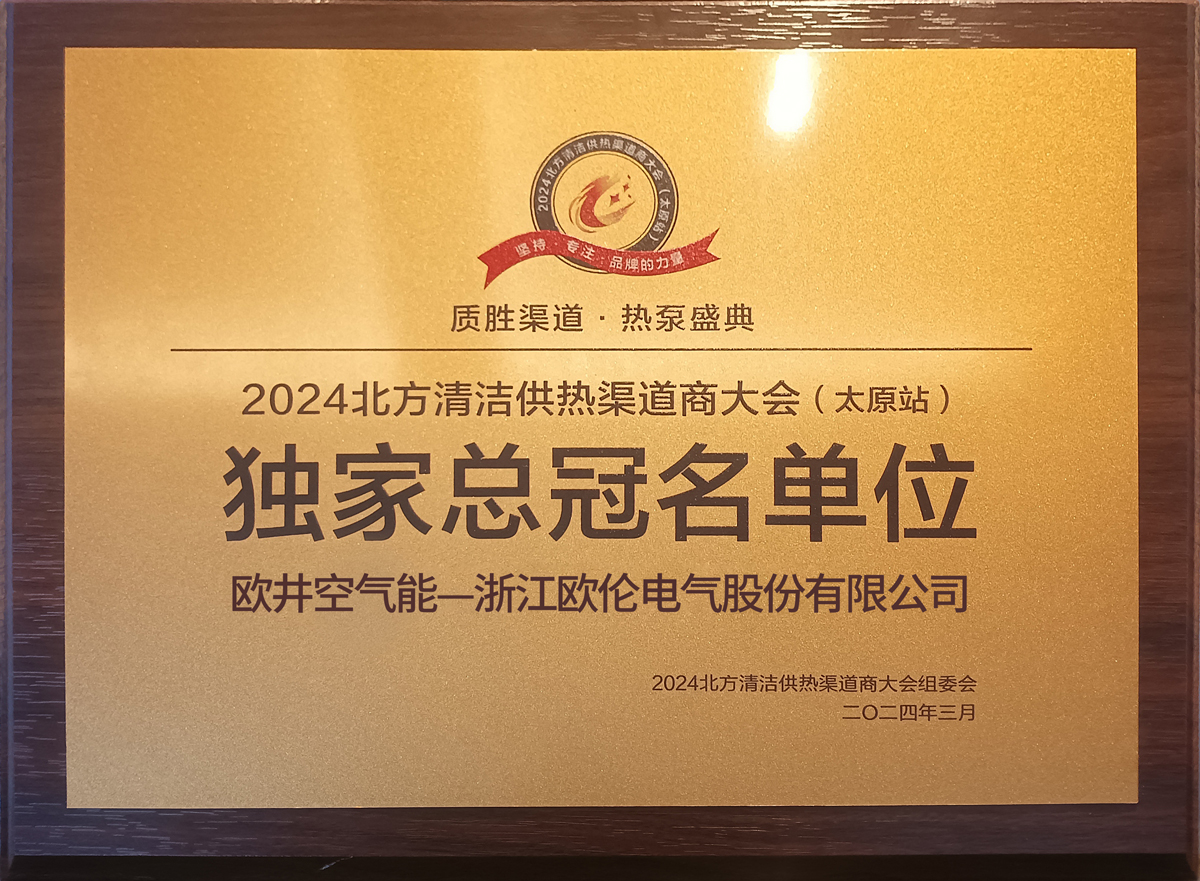 2024北方清洁供热渠道商大会（太原站）
坚持·专注·品牌的力量
质胜渠道·热泵盛典
2024北方清洁供热渠道商大会（太原站）
独家总冠名单位
欧井空气能—浙江欧伦电气股份有限公司
2024北方清洁供热渠道商大会组委会
二〇二四年三月